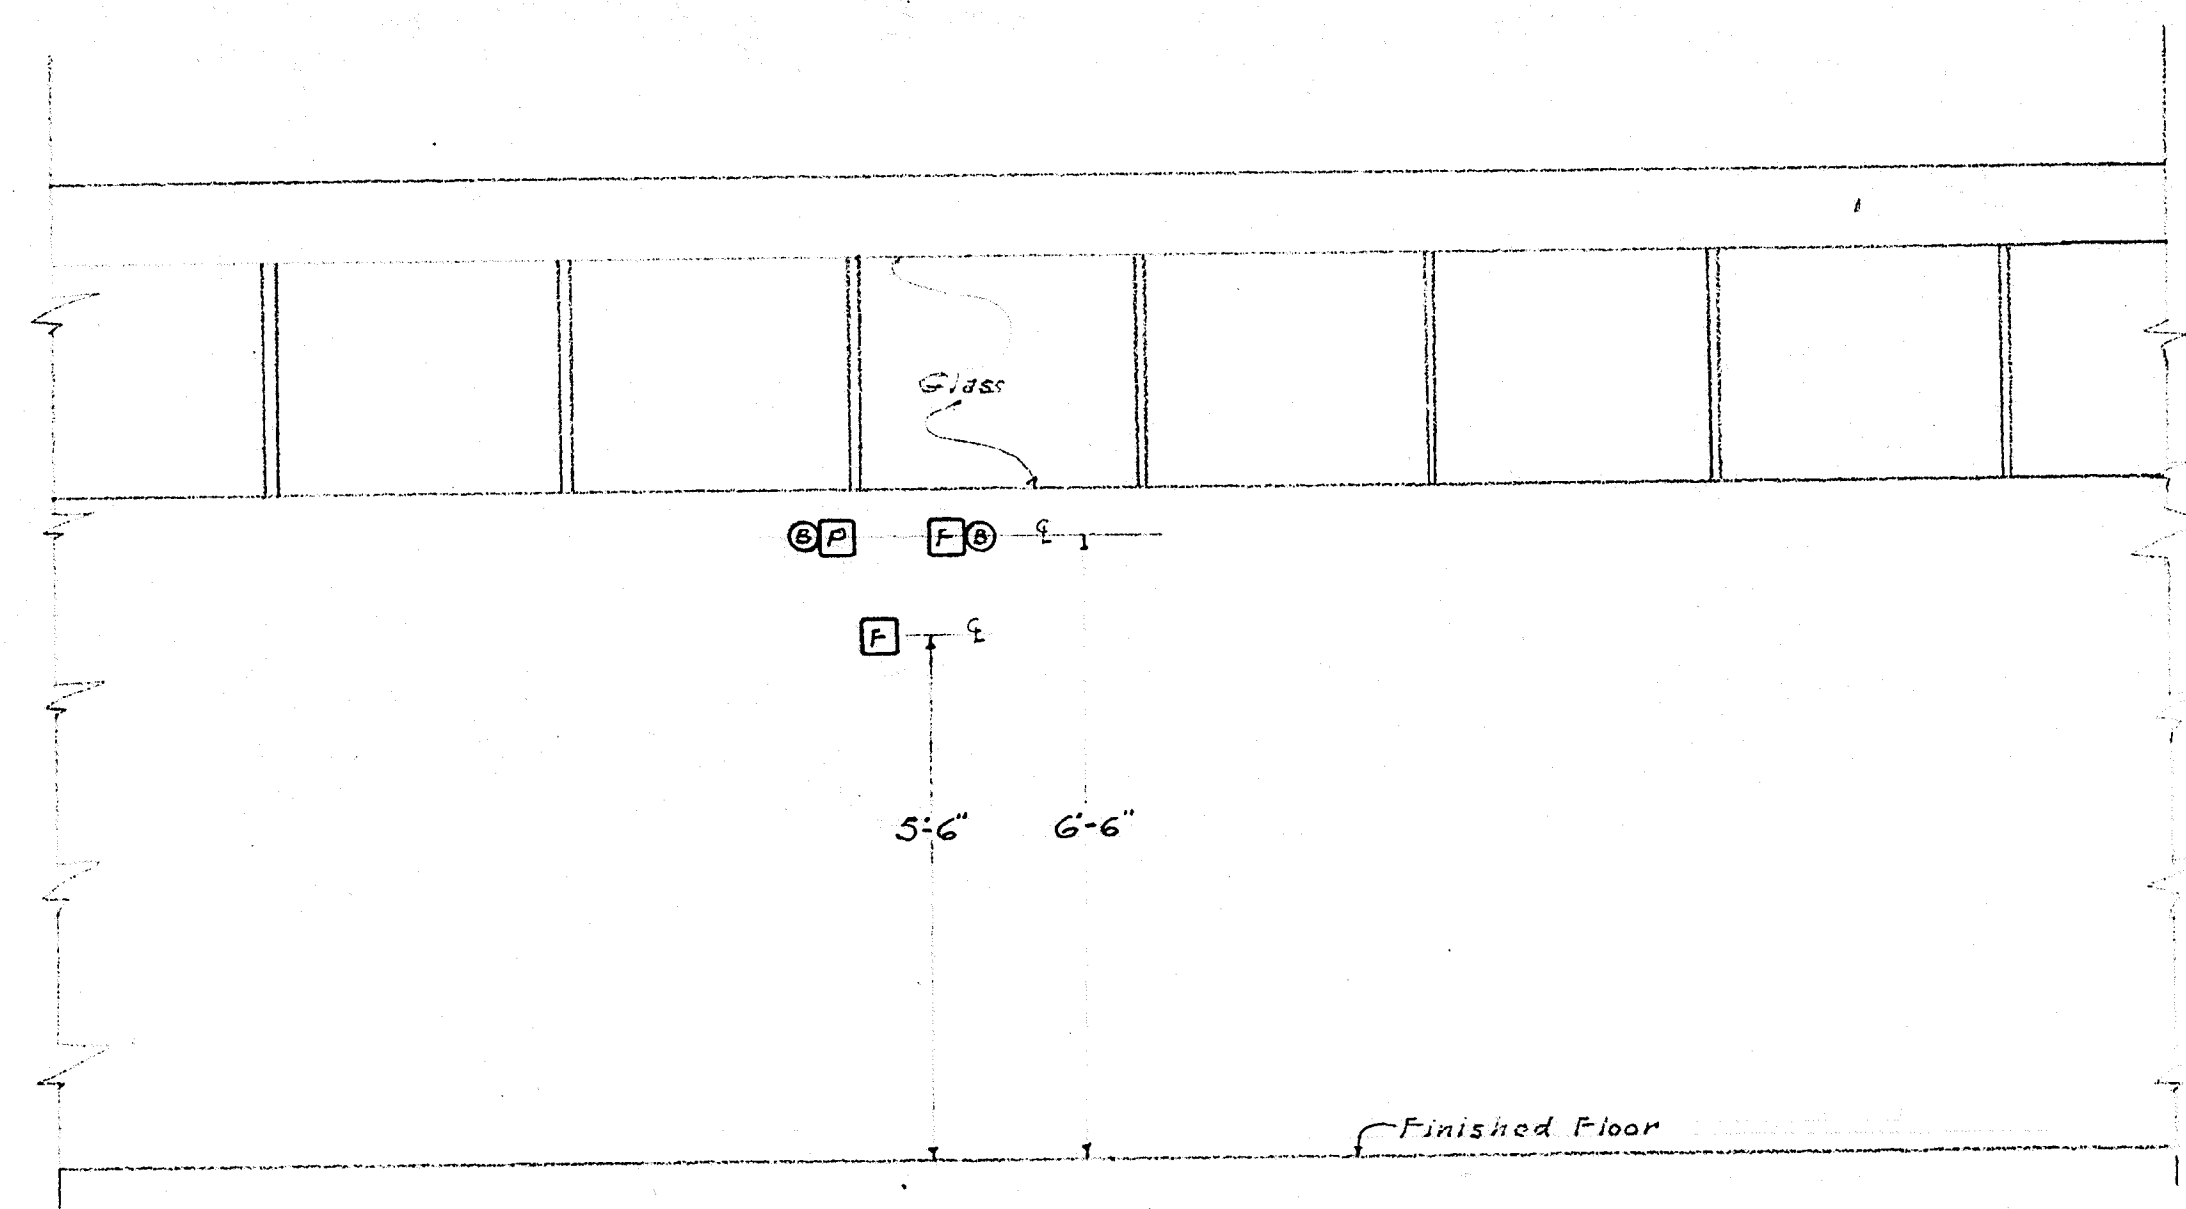 Glass
B P F B ℄
F ℄
5'-6" 6'-6"
Finished Floor